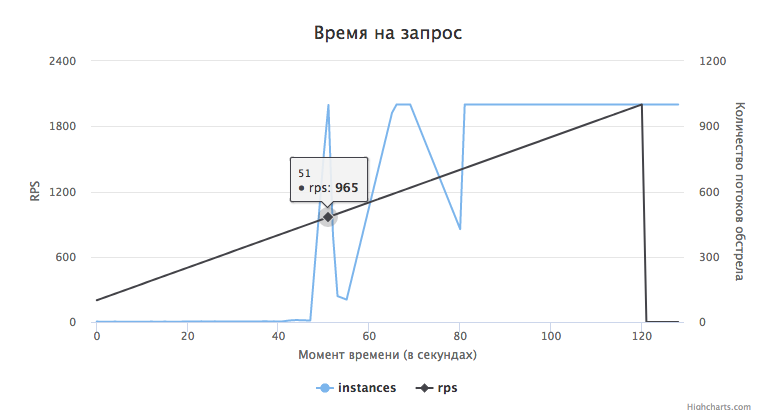 Время на запрос
2400
1800
1200
600
0
RPS
1200
900
600
300
0
Количество потоков обстрела
51
● rps: 965
0
20
40
60
80
100
120
Момент времени (в секундах)
instances
rps
Highcharts.com